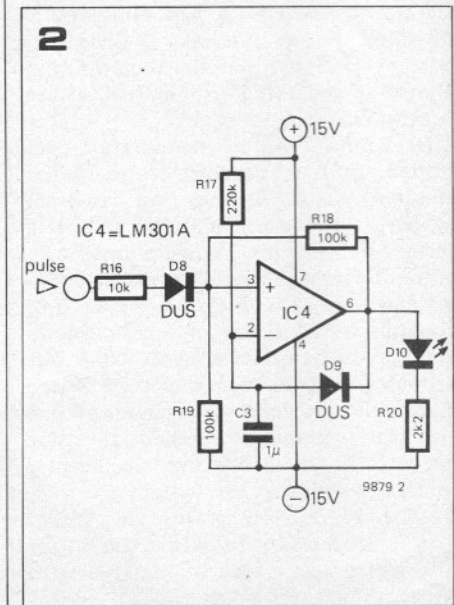 2
+ 15V
R17
220k
R18
100k
IC4=LM301A
pulse
R16
10k
D8
DUS
3
+
7
IC4
6
2
−
4
D9
DUS
D10
R19
100k
C3
1µ
R20
2k2
9879 2
− 15V